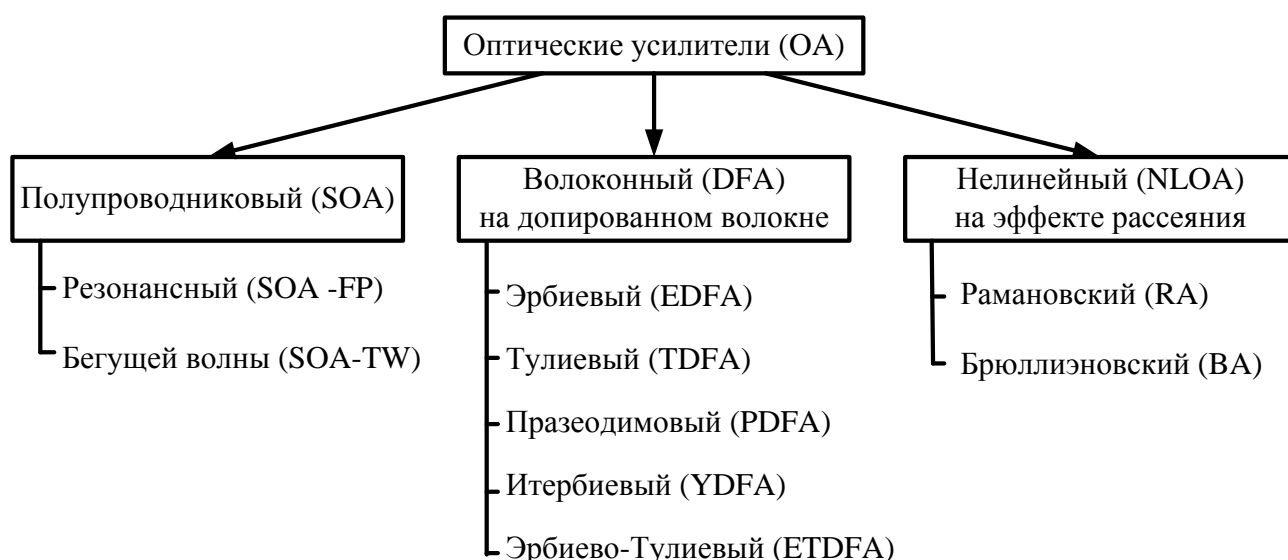 Оптические усилители (OA)
Полупроводниковый (SOA)
Резонансный (SOA -FP)
Бегущей волны (SOA-TW)
Волоконный (DFA)
на допированном волокне
Эрбиевый (EDFA)
Тулиевый (TDFA)
Празеодимовый (PDFA)
Итербиевый (YDFA)
Эрбиево-Тулиевый (ETDFA)
Нелинейный (NLOA)
на эффекте рассеяния
Рамановский (RA)
Брюллиэновский (BA)